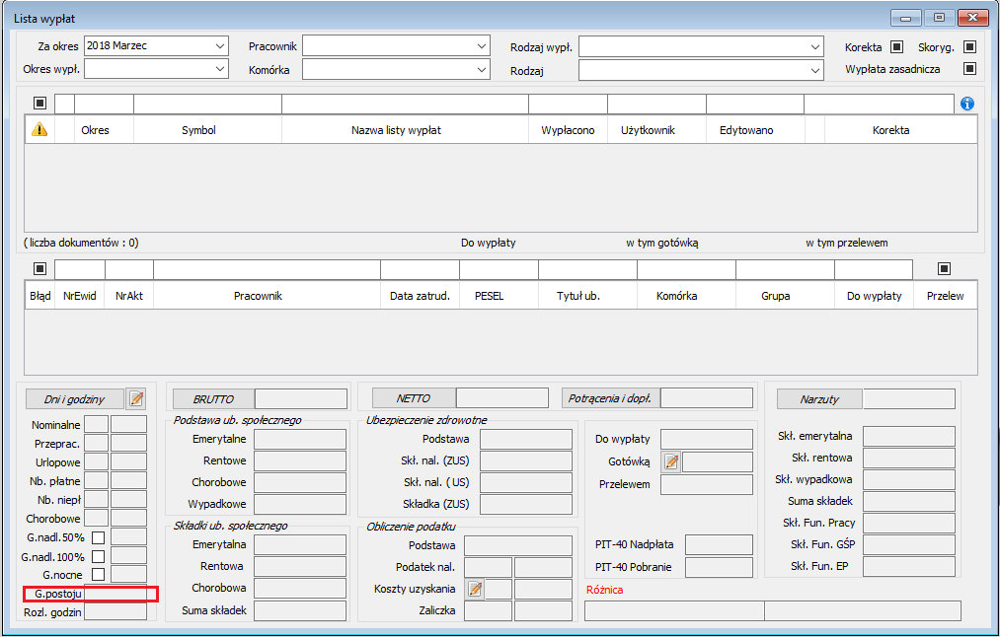 Lista wypłat
Za okres 2018 Marzec Pracownik Rodzaj wypł. Korekta Skoryg.
Okres wypł. Komórka Rodzaj Wypłata zasadnicza
Okres Symbol Nazwa listy wypłat Wypłacono Użytkownik Edytowano Korekta
( liczba dokumentów : 0) Do wypłaty w tym gotówką w tym przelewem
Błąd NrEwid NrAkt Pracownik Data zatrud. PESEL Tytuł ub. Komórka Grupa Do wypłaty Przelew
Dni i godziny
Nominalne
Przeprac.
Urlopowe
Nb. płatne
Nb. niepł
Chorobowe
G.nadl.50%
G.nadl.100%
G.nocne
G.postoju
Rozl. godzin
BRUTTO
Podstawa ub. społecznego
Emerytalne
Rentowe
Chorobowe
Wypadkowe
Składki ub. społecznego
Emerytalna
Rentowa
Chorobowa
Suma składek
NETTO
Ubezpieczenie zdrowotne
Podstawa
Skł. nal. (ZUS)
Skł. nal. ( US)
Składka (ZUS)
Obliczenie podatku
Podstawa
Podatek nal.
Koszty uzyskania
Zaliczka
Potrącenia i dopł.
Do wypłaty
Gotówką
Przelewem
PIT-40 Nadpłata
PIT-40 Pobranie
Różnica
Narzuty
Skł. emerytalna
Skł. rentowa
Skł. wypadkowa
Suma składek
Skł. Fun. Pracy
Skł. Fun. GŚP
Skł. Fun. EP